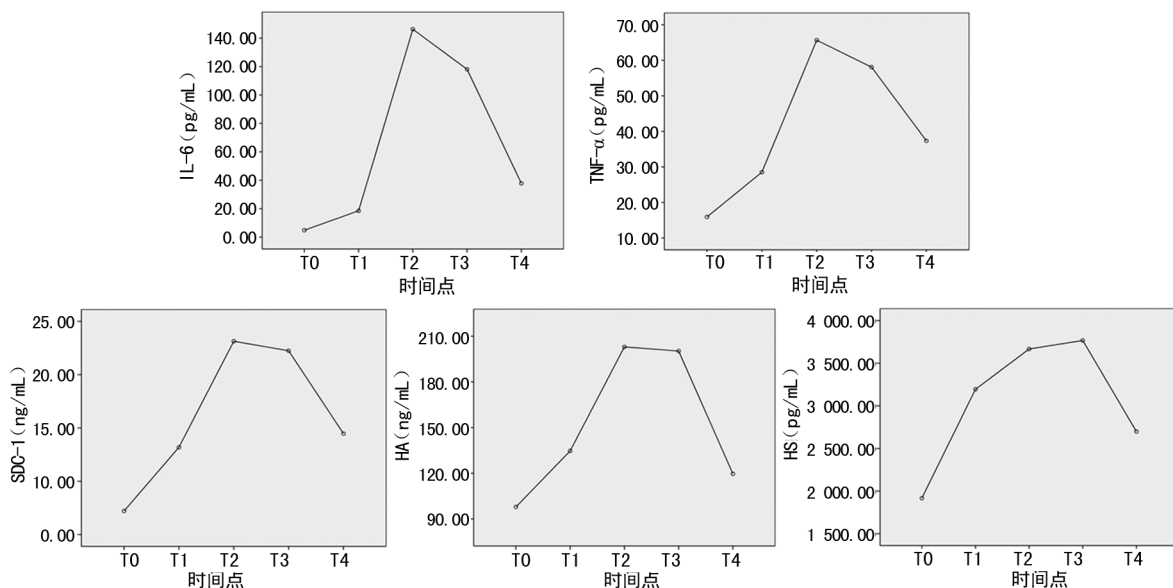 IL-6(pg/mL)
140.00
120.00
100.00
80.00
60.00
40.00
20.00
0.00
T0 T1 T2 T3 T4
时间点
TNF-α(pg/mL)
70.00
60.00
50.00
40.00
30.00
20.00
10.00
T0 T1 T2 T3 T4
时间点
SDC-1(ng/mL)
25.00
20.00
15.00
10.00
0.00
T0 T1 T2 T3 T4
时间点
HA(ng/mL)
210.00
180.00
150.00
120.00
90.00
T0 T1 T2 T3 T4
时间点
HS(pg/mL)
4 000.00
3 500.00
3 000.00
2 500.00
2 000.00
1 500.00
T0 T1 T2 T3 T4
时间点